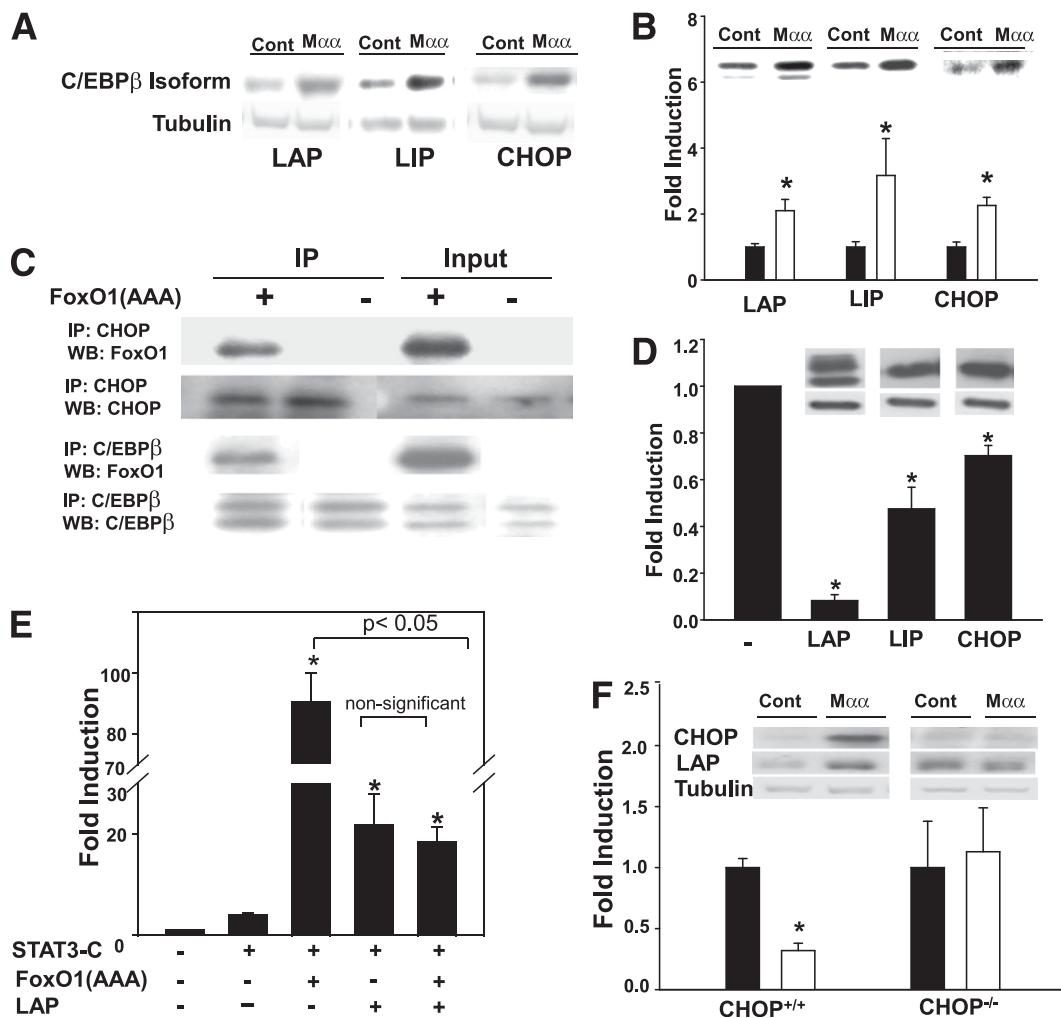 A
Cont Mαα Cont Mαα Cont Mαα
C/EBPβ Isoform
Tubulin
LAP LIP CHOP
B
Cont Mαα Cont Mαα Cont Mαα
Fold Induction
8
6
4
2
0
* * *
LAP LIP CHOP
C
IP Input
FoxO1(AAA) + - + -
IP: CHOP
WB: FoxO1
IP: CHOP
WB: CHOP
IP: C/EBPβ
WB: FoxO1
IP: C/EBPβ
WB: C/EBPβ
D
Fold Induction
1.2
1.0
0.8
0.6
0.4
0.2
0.0
* * *
- LAP LIP CHOP
E
p< 0.05
non-significant
Fold Induction
100
80
70
30
20
0
* * *
STAT3-C - + + + +
FoxO1(AAA) - - + - +
LAP - – - + +
F
Cont Mαα Cont Mαα
CHOP
LAP
Tubulin
Fold Induction
2.5
2.0
1.5
1.0
0.5
0.0
*
CHOP+/+ CHOP-/-